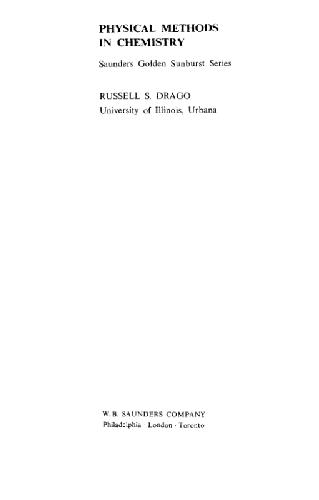 PHYSICAL METHODS
IN CHEMISTRY
Saunders Golden Sunburst Series
RUSSELL S. DRAGO
University of Illinois, Urbana
W. B. SAUNDERS COMPANY
Philadelphia London · Toronto